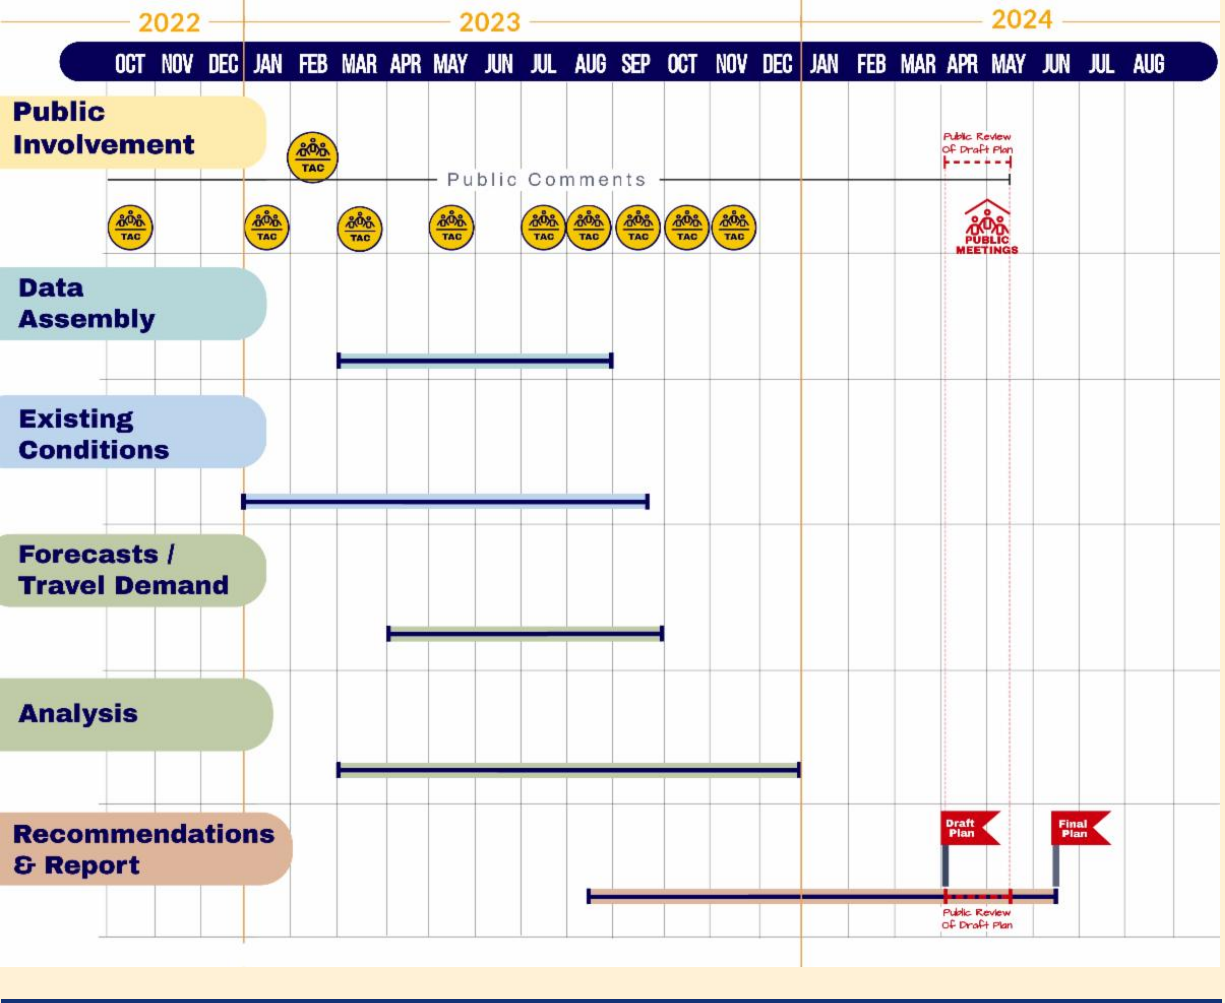 2022 2023 2024
OCT NOV DEC JAN FEB MAR APR MAY JUN JUL AUG SEP OCT NOV DEC JAN FEB MAR APR MAY JUN JUL AUG
Public
Involvement
TAC
Public Review
Of Draft Plan
Public Comments
TAC TAC TAC TAC TAC TAC TAC TAC TAC
PUBLIC
MEETINGS
Data
Assembly
Existing
Conditions
Forecasts /
Travel Demand
Analysis
Recommendations
& Report
Draft
Plan
Final
Plan
Public Review
Of Draft Plan